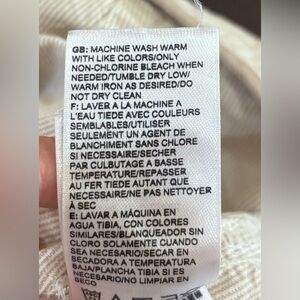 GB: MACHINE WASH WARM
WITH LIKE COLORS/ONLY
NON-CHLORINE BLEACH WHEN
NEEDED/TUMBLE DRY LOW/
WARM IRON AS DESIRED/DO
NOT DRY CLEAN
F: LAVER A LA MACHINE A
L'EAU TIEDE AVEC COULEURS
SEMBLABLES/UTILISER
SEULEMENT UN AGENT DE
BLANCHIMENT SANS CHLORE
SI NECESSAIRE/SECHER
PAR CULBUTAGE A BASSE
TEMPERATURE/REPASSER
AU FER TIEDE AUTANT QUE
NECESSAIRE/NE PAS NETTOYER
À SEC
E: LAVAR A MÁQUINA EN
AGUA TIBIA, CON COLORES
SIMILARES/BLANQUEADOR SIN
CLORO SOLAMENTE CUANDO
SEA NECESARIO/SECAR EN
SECADORA A TEMPERATURA
BAJA/PLANCHA TIBIA SI ES
NECESARIO/NO LIMPIAR EN
SECO